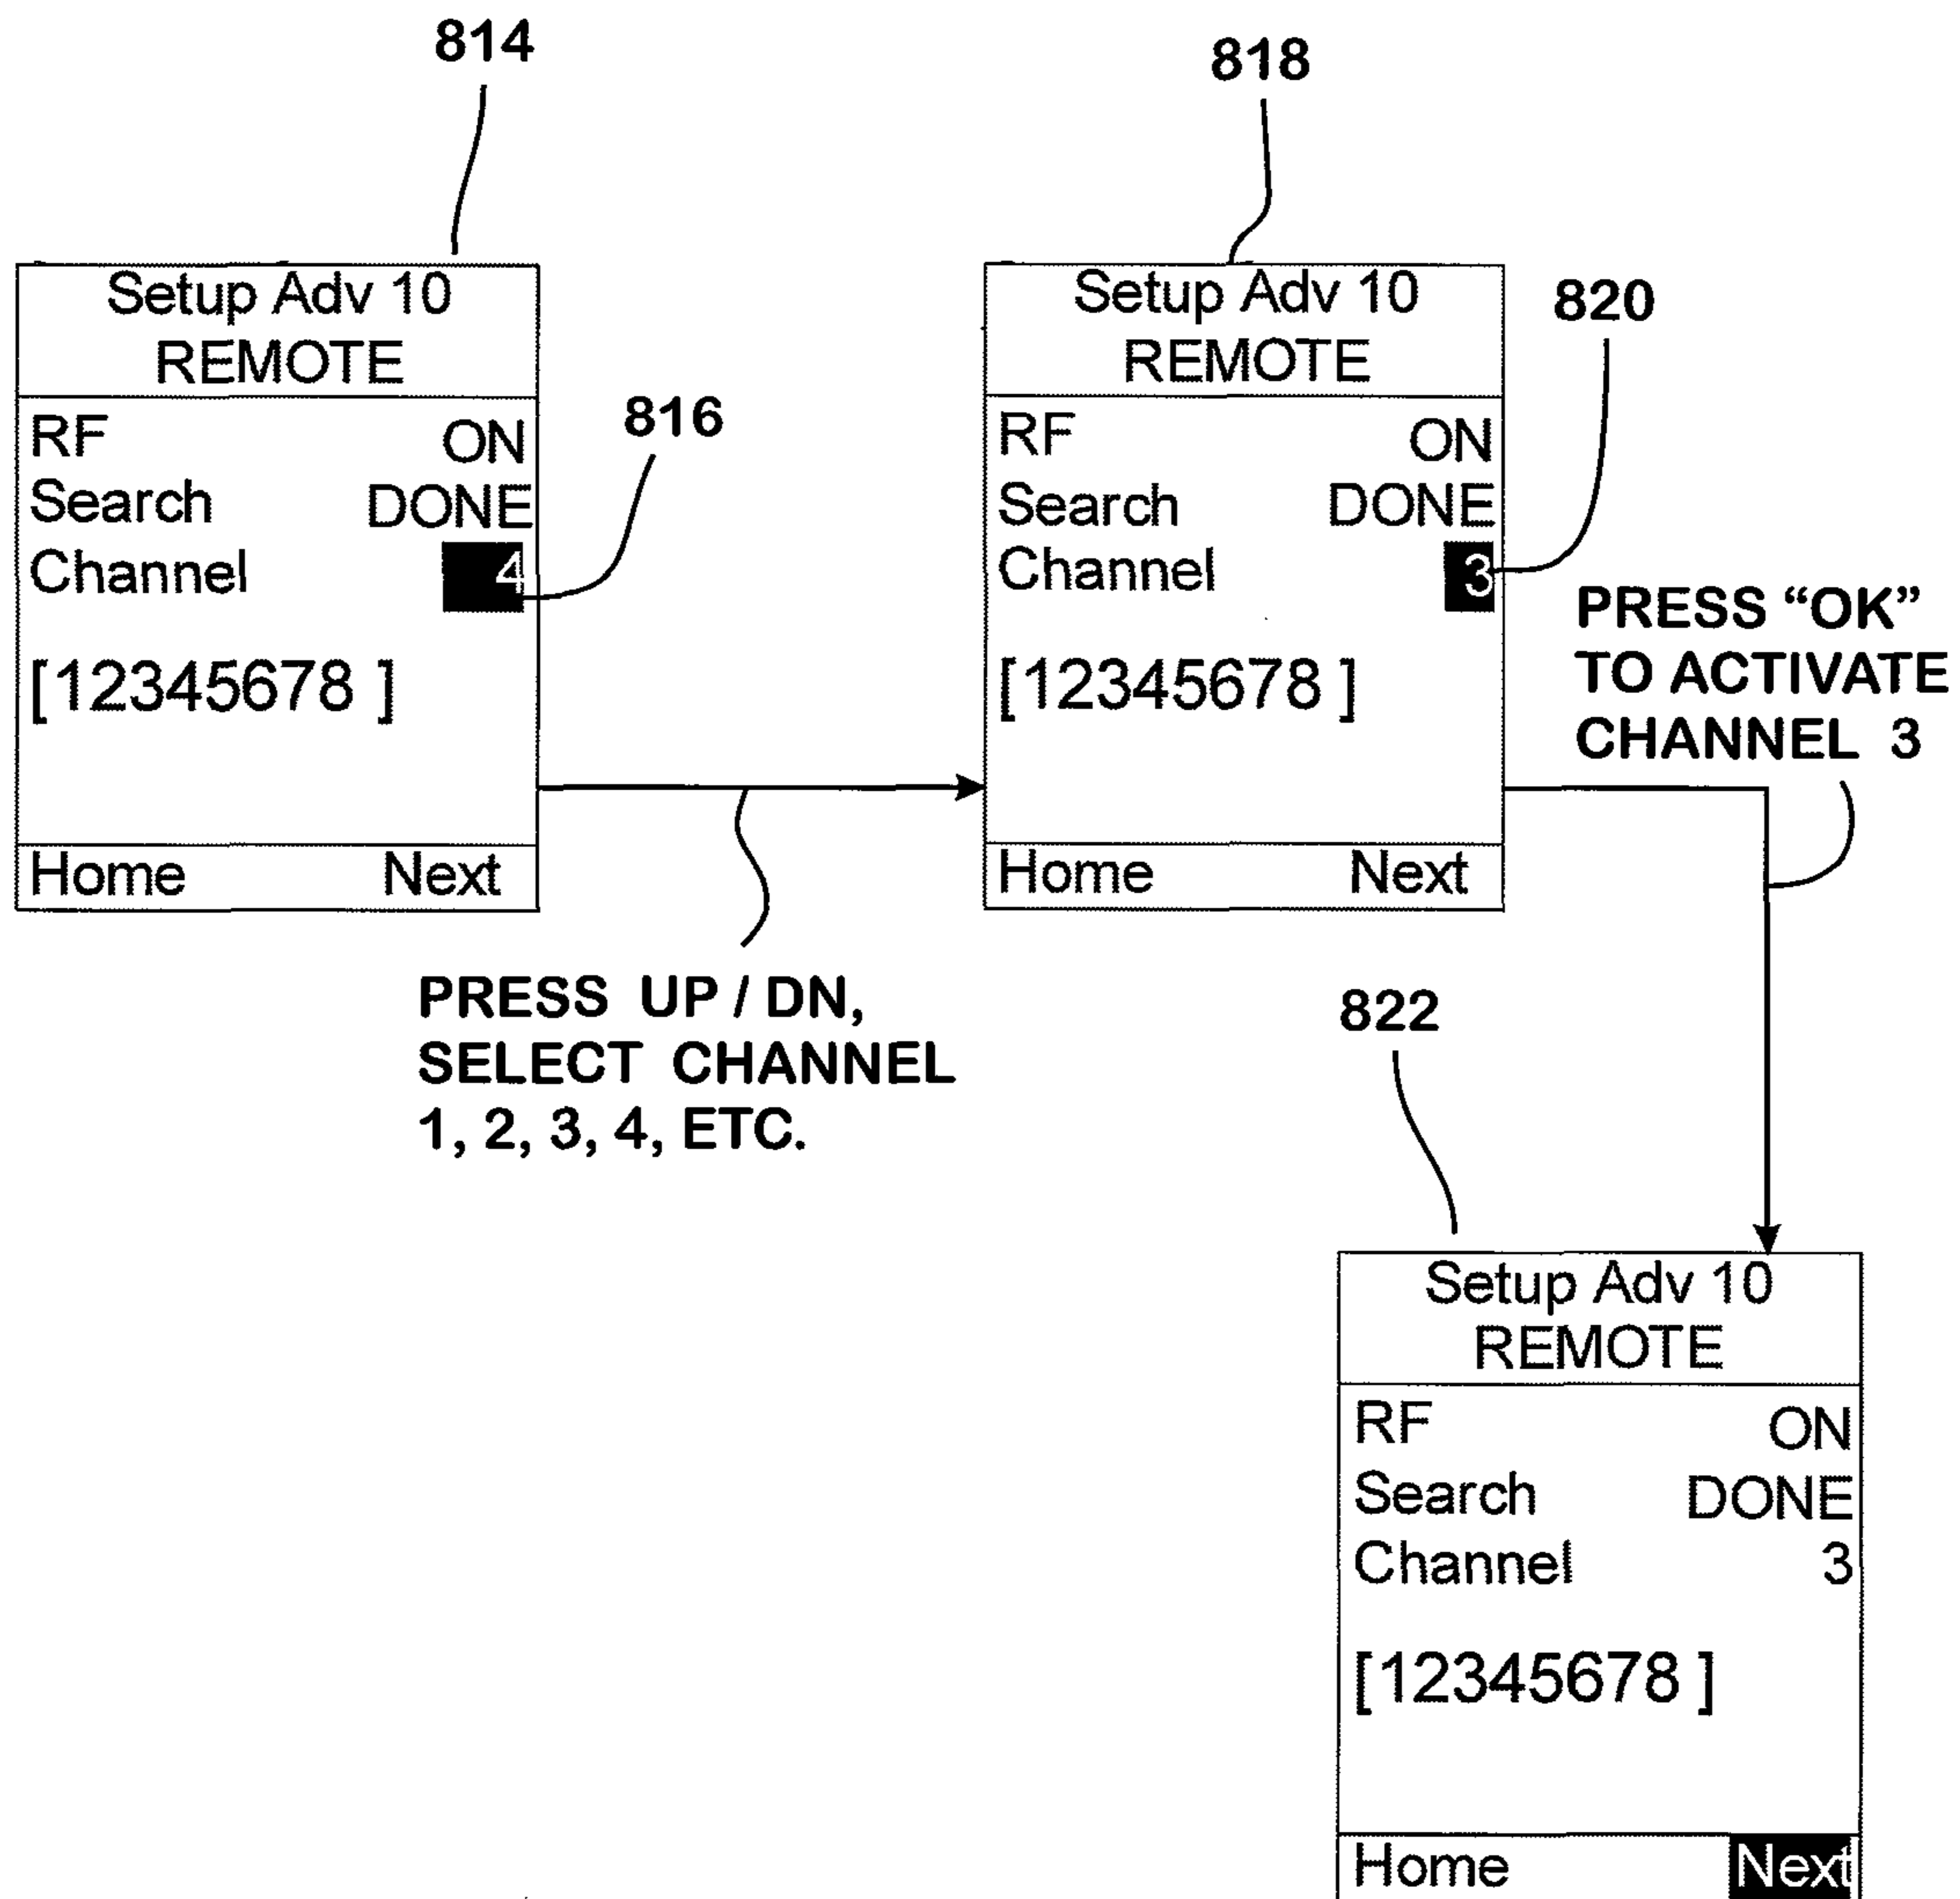 814
Setup Adv 10
REMOTE
RF ON
Search DONE
Channel 4
[12345678 ]
Home Next
816
PRESS UP / DN,
SELECT CHANNEL
1, 2, 3, 4, ETC.
818
Setup Adv 10
REMOTE
RF ON
Search DONE
Channel 3
[12345678 ]
Home Next
820
PRESS “OK”
TO ACTIVATE
CHANNEL 3
822
Setup Adv 10
REMOTE
RF ON
Search DONE
Channel 3
[12345678 ]
Home Next